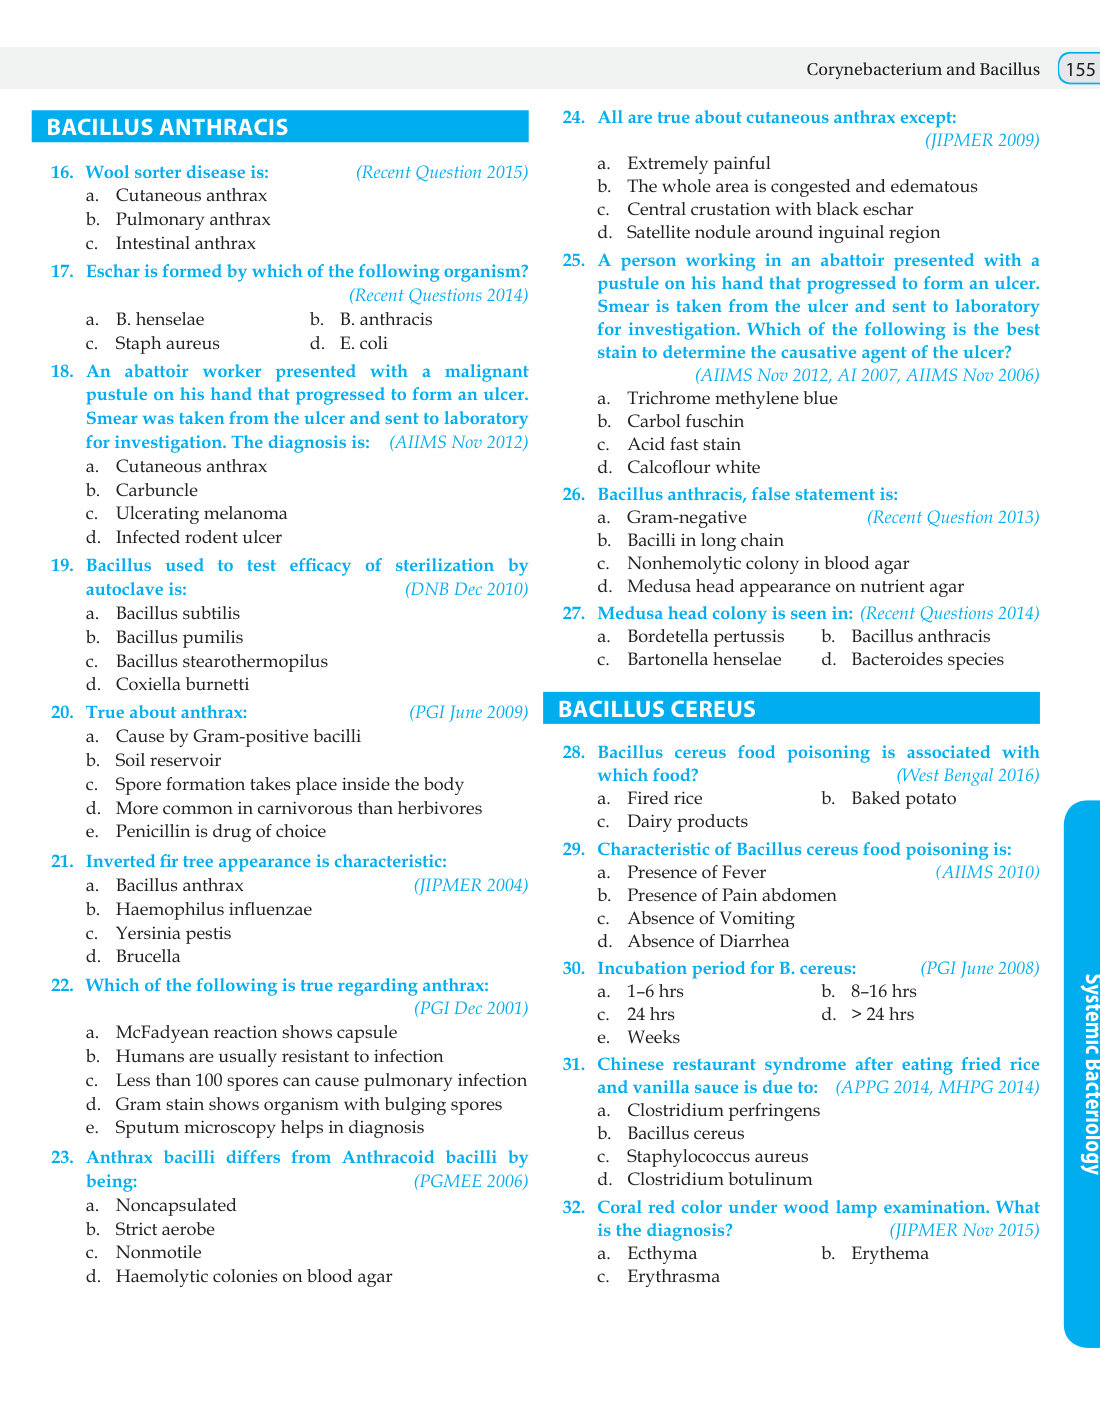 Corynebacterium and Bacillus 155
BACILLUS ANTHRACIS
16. Wool sorter disease is: (Recent Question 2015)
a. Cutaneous anthrax
b. Pulmonary anthrax
c. Intestinal anthrax
17. Eschar is formed by which of the following organism?
(Recent Questions 2014)
a. B. henselae b. B. anthracis
c. Staph aureus d. E. coli
18. An abattoir worker presented with a malignant
pustule on his hand that progressed to form an ulcer.
Smear was taken from the ulcer and sent to laboratory
for investigation. The diagnosis is: (AIIMS Nov 2012)
a. Cutaneous anthrax
b. Carbuncle
c. Ulcerating melanoma
d. Infected rodent ulcer
19. Bacillus used to test efficacy of sterilization by
autoclave is: (DNB Dec 2010)
a. Bacillus subtilis
b. Bacillus pumilis
c. Bacillus stearothermopilus
d. Coxiella burnetti
20. True about anthrax: (PGI June 2009)
a. Cause by Gram-positive bacilli
b. Soil reservoir
c. Spore formation takes place inside the body
d. More common in carnivorous than herbivores
e. Penicillin is drug of choice
21. Inverted fir tree appearance is characteristic:
a. Bacillus anthrax (JIPMER 2004)
b. Haemophilus influenzae
c. Yersinia pestis
d. Brucella
22. Which of the following is true regarding anthrax:
(PGI Dec 2001)
a. McFadyean reaction shows capsule
b. Humans are usually resistant to infection
c. Less than 100 spores can cause pulmonary infection
d. Gram stain shows organism with bulging spores
e. Sputum microscopy helps in diagnosis
23. Anthrax bacilli differs from Anthracoid bacilli by
being: (PGMEE 2006)
a. Noncapsulated
b. Strict aerobe
c. Nonmotile
d. Haemolytic colonies on blood agar
24. All are true about cutaneous anthrax except:
(JIPMER 2009)
a. Extremely painful
b. The whole area is congested and edematous
c. Central crustation with black eschar
d. Satellite nodule around inguinal region
25. A person working in an abattoir presented with a
pustule on his hand that progressed to form an ulcer.
Smear is taken from the ulcer and sent to laboratory
for investigation. Which of the following is the best
stain to determine the causative agent of the ulcer?
(AIIMS Nov 2012, AI 2007, AIIMS Nov 2006)
a. Trichrome methylene blue
b. Carbol fuschin
c. Acid fast stain
d. Calcoflour white
26. Bacillus anthracis, false statement is:
a. Gram-negative (Recent Question 2013)
b. Bacilli in long chain
c. Nonhemolytic colony in blood agar
d. Medusa head appearance on nutrient agar
27. Medusa head colony is seen in: (Recent Questions 2014)
a. Bordetella pertussis b. Bacillus anthracis
c. Bartonella henselae d. Bacteroides species
BACILLUS CEREUS
28. Bacillus cereus food poisoning is associated with
which food? (West Bengal 2016)
a. Fired rice b. Baked potato
c. Dairy products
29. Characteristic of Bacillus cereus food poisoning is:
a. Presence of Fever (AIIMS 2010)
b. Presence of Pain abdomen
c. Absence of Vomiting
d. Absence of Diarrhea
30. Incubation period for B. cereus: (PGI June 2008)
a. 1–6 hrs b. 8–16 hrs
c. 24 hrs d. > 24 hrs
e. Weeks
31. Chinese restaurant syndrome after eating fried rice
and vanilla sauce is due to: (APPG 2014, MHPG 2014)
a. Clostridium perfringens
b. Bacillus cereus
c. Staphylococcus aureus
d. Clostridium botulinum
32. Coral red color under wood lamp examination. What
is the diagnosis? (JIPMER Nov 2015)
a. Ecthyma b. Erythema
c. Erythrasma
Systemic Bacteriology